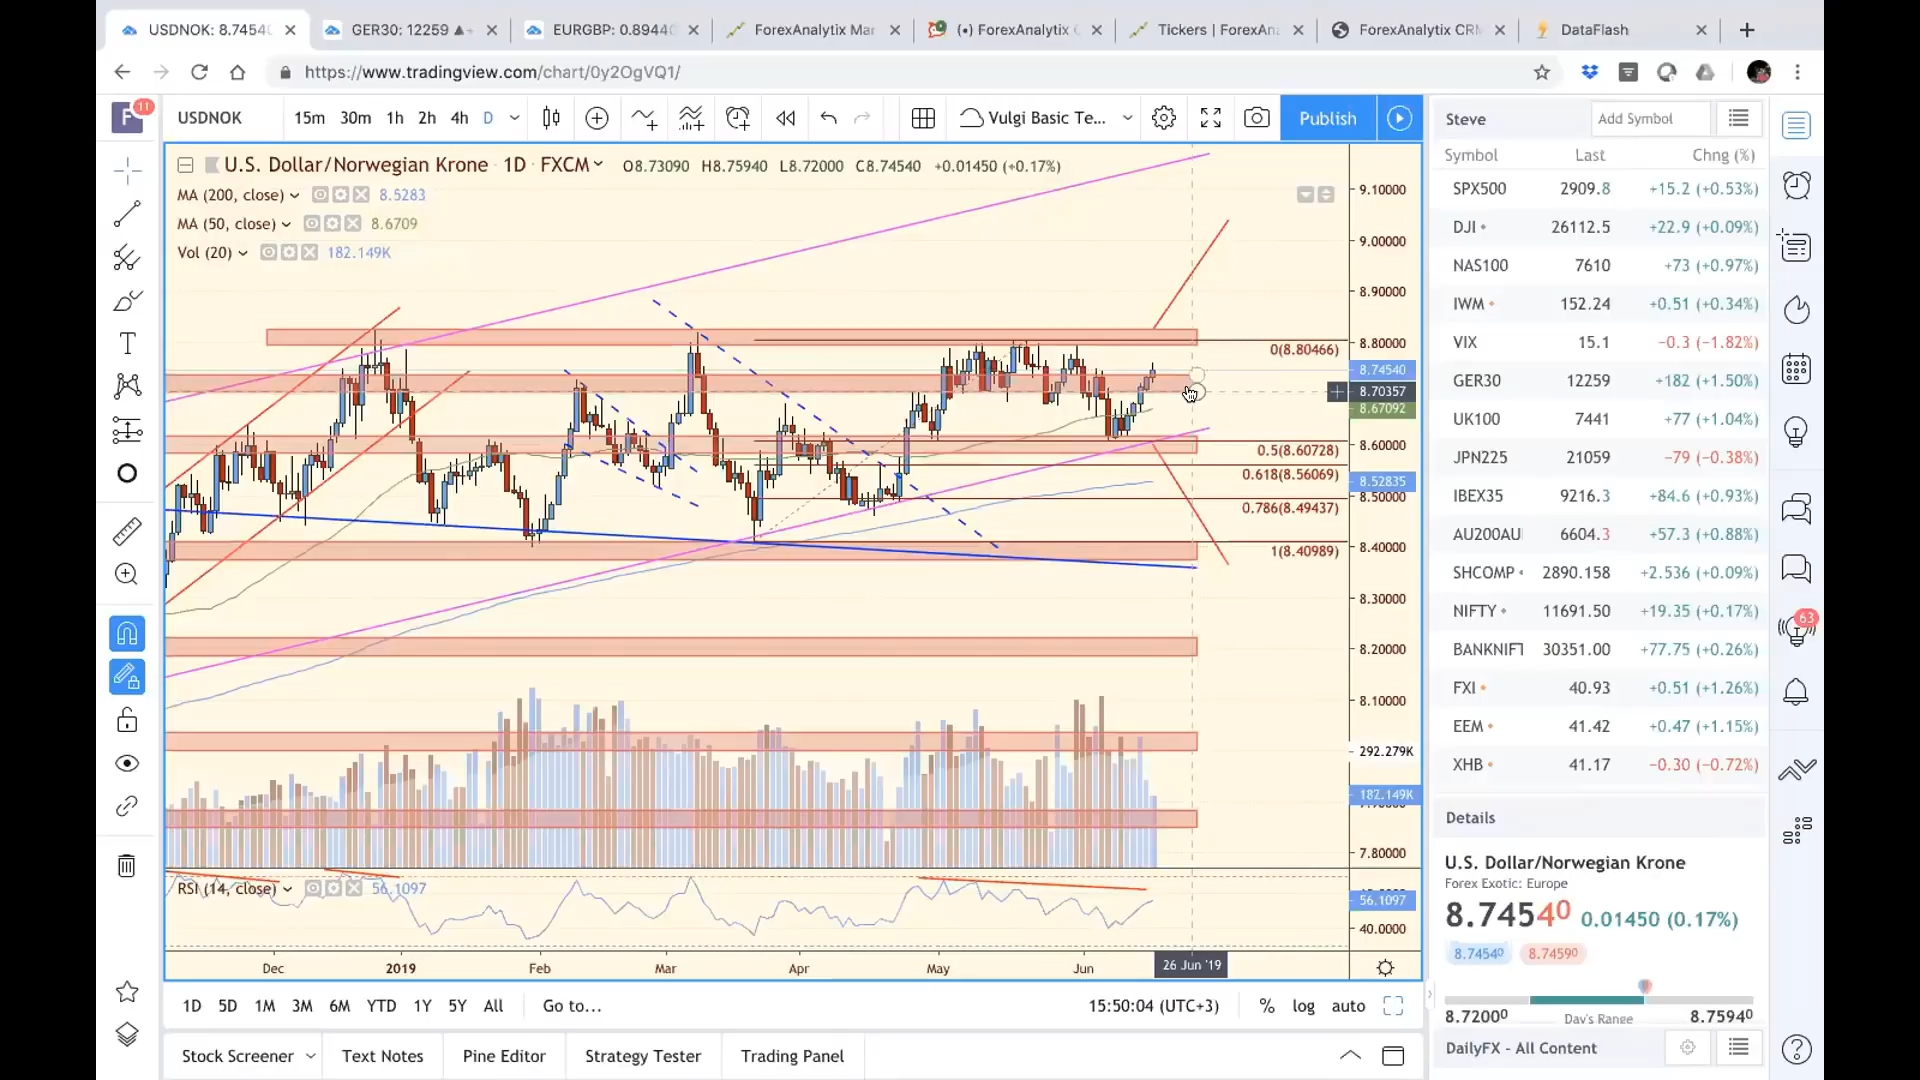 USDNOK: 8.7454
GER30: 12259 ▲
EURGBP: 0.8944
ForexAnalytix Mar
(•) ForexAnalytix
Tickers | ForexAna
ForexAnalytix CRM
DataFlash
https://www.tradingview.com/chart/0y2OgVQ1/
F 11
USDNOK 15m 30m 1h 2h 4h D Vulgi Basic Te... Publish
Steve Add Symbol
U.S. Dollar/Norwegian Krone · 1D · FXCM O8.73090 H8.75940 L8.72000 C8.74540 +0.01450 (+0.17%)
MA (200, close) 8.5283
MA (50, close) 8.6709
Vol (20) 182.149K
9.10000
9.00000
8.90000
8.80000
0(8.80466)
8.74540
8.70357
8.67092
8.60000
0.5(8.60728)
0.618(8.56069)
8.52835
8.50000
0.786(8.49437)
8.40000
1(8.40989)
8.30000
8.20000
8.10000
292.279K
182.149K
7.80000
RSI (14, close) 56.1097
56.1097
40.0000
Dec 2019 Feb Mar Apr May Jun 26 Jun '19
1D 5D 1M 3M 6M YTD 1Y 5Y All Go to... 15:50:04 (UTC+3) % log auto
Stock Screener Text Notes Pine Editor Strategy Tester Trading Panel
Symbol Last Chng (%)
SPX500 2909.8 +15.2 (+0.53%)
DJI 26112.5 +22.9 (+0.09%)
NAS100 7610 +73 (+0.97%)
IWM 152.24 +0.51 (+0.34%)
VIX 15.1 −0.3 (−1.82%)
GER30 12259 +182 (+1.50%)
UK100 7441 +77 (+1.04%)
JPN225 21059 −79 (−0.38%)
IBEX35 9216.3 +84.6 (+0.93%)
AU200AU 6604.3 +57.3 (+0.88%)
SHCOMP 2890.158 +2.536 (+0.09%)
NIFTY 11691.50 +19.35 (+0.17%)
BANKNIFT 30351.00 +77.75 (+0.26%)
FXI 40.93 +0.51 (+1.26%)
EEM 41.42 +0.47 (+1.15%)
XHB 41.17 −0.30 (−0.72%)
63
Details
U.S. Dollar/Norwegian Krone
Forex Exotic: Europe
8.74540 0.01450 (0.17%)
8.74540 8.74590
8.72000 Day's Range 8.75940
DailyFX - All Content